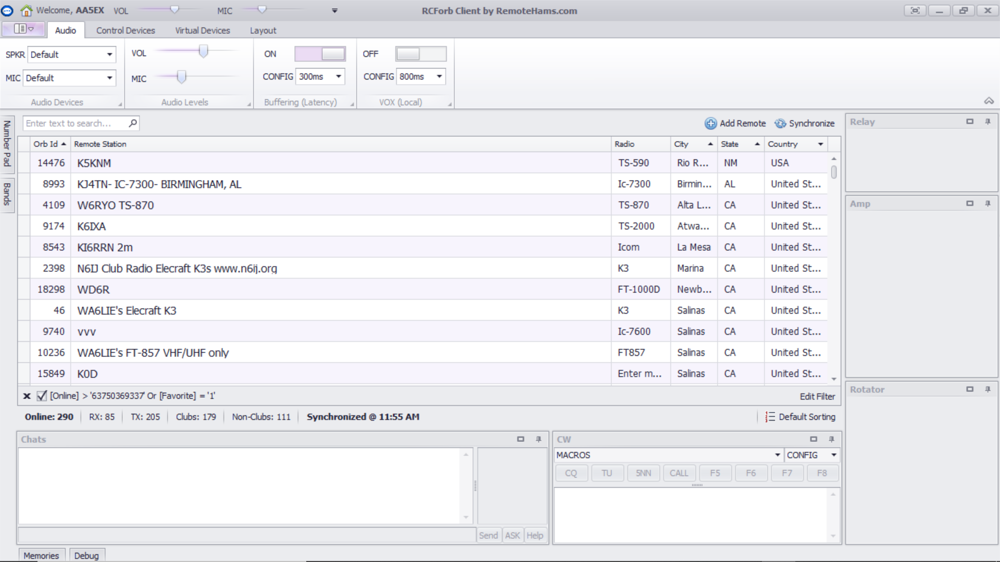 Welcome, AA5EX VOL MIC RCForb Client by RemoteHams.com
Audio Control Devices Virtual Devices Layout
SPKR Default VOL ON OFF
MIC Default MIC CONFIG 300ms CONFIG 800ms
Audio Devices Audio Levels Buffering (Latency) VOX (Local)
Number Pad
Bands
Enter text to search... Add Remote Synchronize
Orb Id Remote Station Radio City State Country
14476 K5KNM TS-590 Rio R... NM USA
8993 KJ4TN- IC-7300- BIRMINGHAM, AL Ic-7300 Birmin... AL United St...
4109 W6RYO TS-870 TS-870 Alta L... CA United St...
9174 K6IXA TS-2000 Atwa... CA United St...
8543 KI6RRN 2m Icom La Mesa CA United St...
2398 N6IJ Club Radio Elecraft K3s www.n6ij.org K3 Marina CA United St...
18298 WD6R FT-1000D Newb... CA United St...
46 WA6LIE's Elecraft K3 K3 Salinas CA United St...
9740 vvv Ic-7600 Salinas CA United St...
10236 WA6LIE's FT-857 VHF/UHF only FT857 Salinas CA United St...
15849 K0D Enter m... Salinas CA United St...
[Online] > '63750369337' Or [Favorite] = '1' Edit Filter
Online: 290 RX: 85 TX: 205 Clubs: 179 Non-Clubs: 111 Synchronized @ 11:55 AM Default Sorting
Relay
Amp
Rotator
Chats
Send ASK Help
CW
MACROS CONFIG
CQ TU 5NN CALL F5 F6 F7 F8
Memories Debug